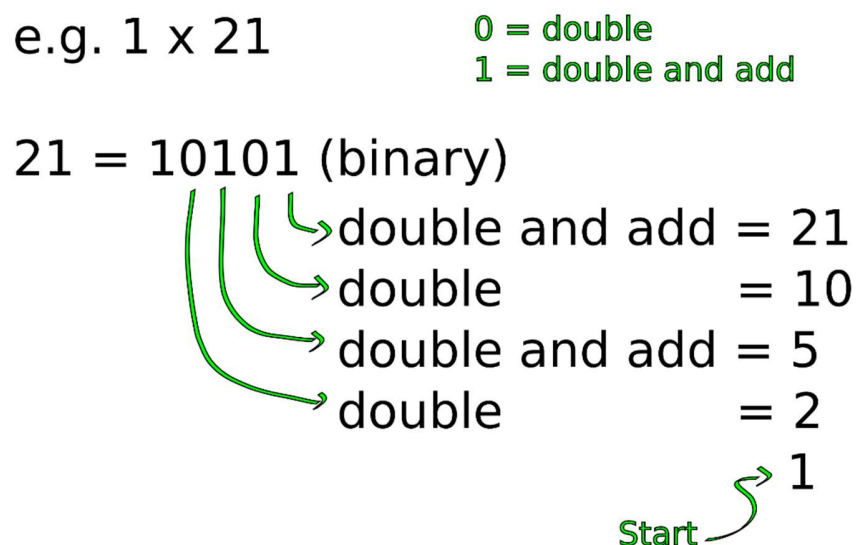 e.g. 1 x 21
0 = double
1 = double and add
21 = 10101 (binary)
double and add = 21
double = 10
double and add = 5
double = 2
1
Start